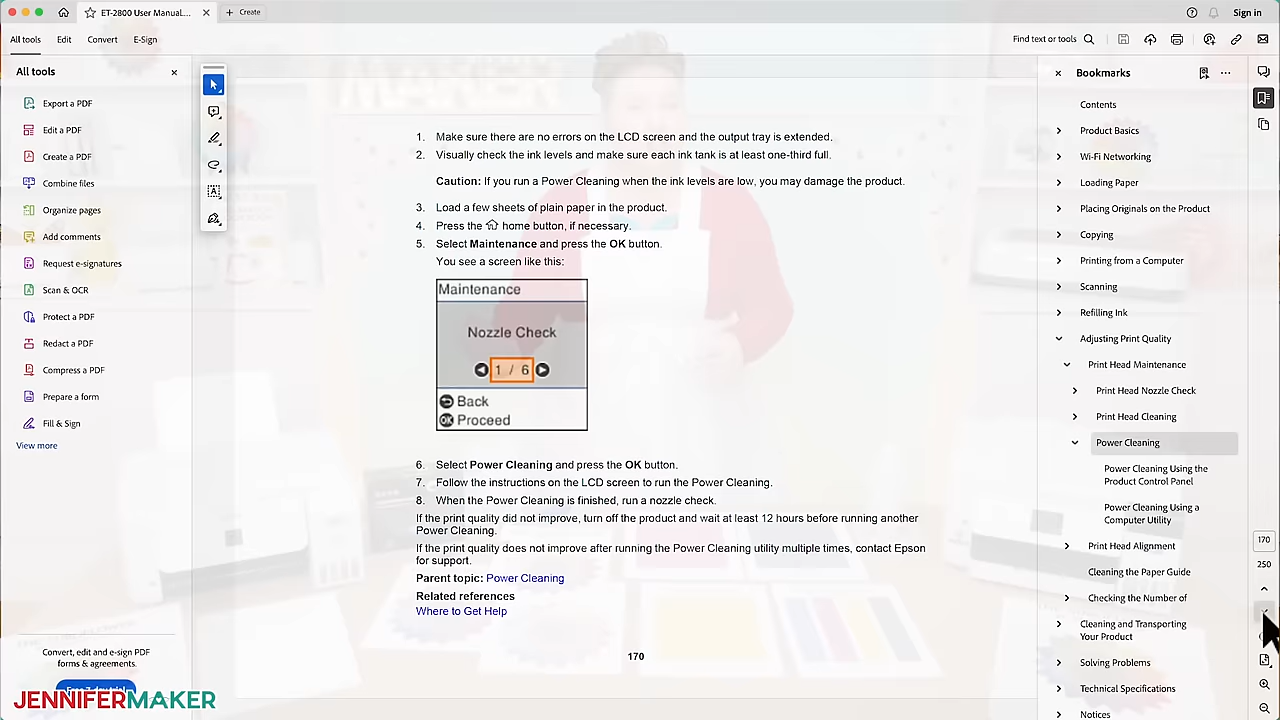 ET-2800 User Manual...
Create
Sign in
All tools
Edit
Convert
E-Sign
Find text or tools
All tools
Export a PDF
Edit a PDF
Create a PDF
Combine files
Organize pages
Add comments
Request e-signatures
Scan & OCR
Protect a PDF
Redact a PDF
Compress a PDF
Prepare a form
Fill & Sign
View more
Convert, edit and e-sign PDF
forms & agreements.
1. Make sure there are no errors on the LCD screen and the output tray is extended.
2. Visually check the ink levels and make sure each ink tank is at least one-third full.
Caution: If you run a Power Cleaning when the ink levels are low, you may damage the product.
3. Load a few sheets of plain paper in the product.
4. Press the home button, if necessary.
5. Select Maintenance and press the OK button.
You see a screen like this:
Maintenance
Nozzle Check
1 / 6
Back
OK Proceed
6. Select Power Cleaning and press the OK button.
7. Follow the instructions on the LCD screen to run the Power Cleaning.
8. When the Power Cleaning is finished, run a nozzle check.
If the print quality did not improve, turn off the product and wait at least 12 hours before running another
Power Cleaning.
If the print quality does not improve after running the Power Cleaning utility multiple times, contact Epson
for support.
Parent topic: Power Cleaning
Related references
Where to Get Help
170
Bookmarks
Contents
Product Basics
Wi-Fi Networking
Loading Paper
Placing Originals on the Product
Copying
Printing from a Computer
Scanning
Refilling Ink
Adjusting Print Quality
Print Head Maintenance
Print Head Nozzle Check
Print Head Cleaning
Power Cleaning
Power Cleaning Using the
Product Control Panel
Power Cleaning Using a
Computer Utility
Print Head Alignment
Cleaning the Paper Guide
Checking the Number of
Cleaning and Transporting
Your Product
Solving Problems
Technical Specifications
Notices
170
250
JENNIFERMAKER